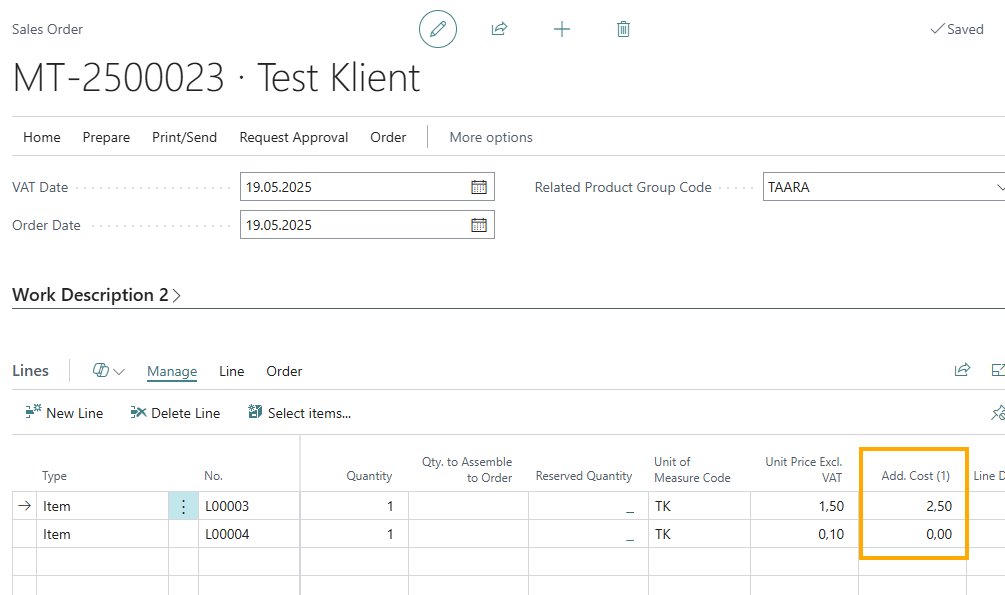 Sales Order
Saved
MT-2500023 · Test Klient
Home Prepare Print/Send Request Approval Order More options
VAT Date 19.05.2025 Related Product Group Code TAARA
Order Date 19.05.2025
Work Description 2
Lines Manage Line Order
New Line Delete Line Select items...
Type No. Quantity Qty. to Assemble to Order Reserved Quantity Unit of Measure Code Unit Price Excl. VAT Add. Cost (1) Line D
Item L00003 1 _ TK 1,50 2,50
Item L00004 1 _ TK 0,10 0,00